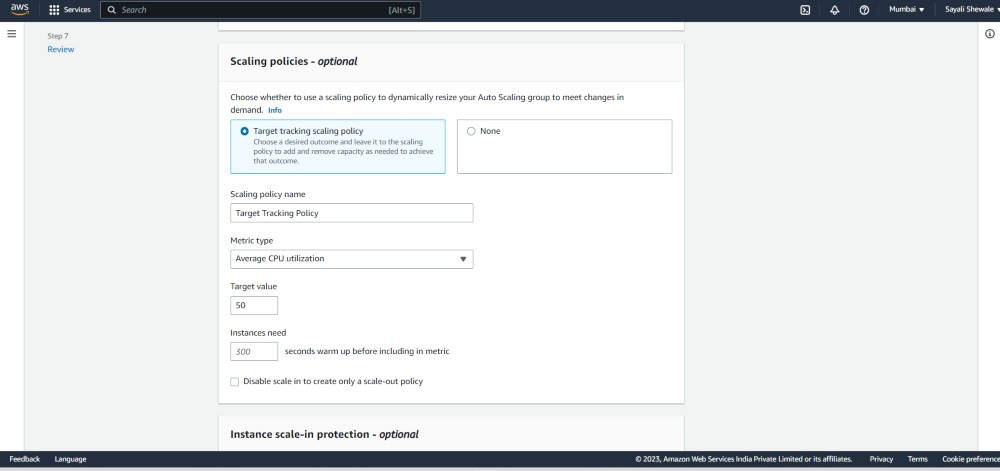 aws
Services
Search
[Alt+S]
Mumbai
Sayali Shewale
Step 7
Review
Scaling policies - optional
Choose whether to use a scaling policy to dynamically resize your Auto Scaling group to meet changes in
demand. Info
Target tracking scaling policy
Choose a desired outcome and leave it to the scaling
policy to add and remove capacity as needed to achieve
that outcome.
None
Scaling policy name
Target Tracking Policy
Metric type
Average CPU utilization
Target value
50
Instances need
300 seconds warm up before including in metric
Disable scale in to create only a scale-out policy
Instance scale-in protection - optional
Feedback
Language
© 2023, Amazon Web Services India Private Limited or its affiliates.
Privacy
Terms
Cookie preference